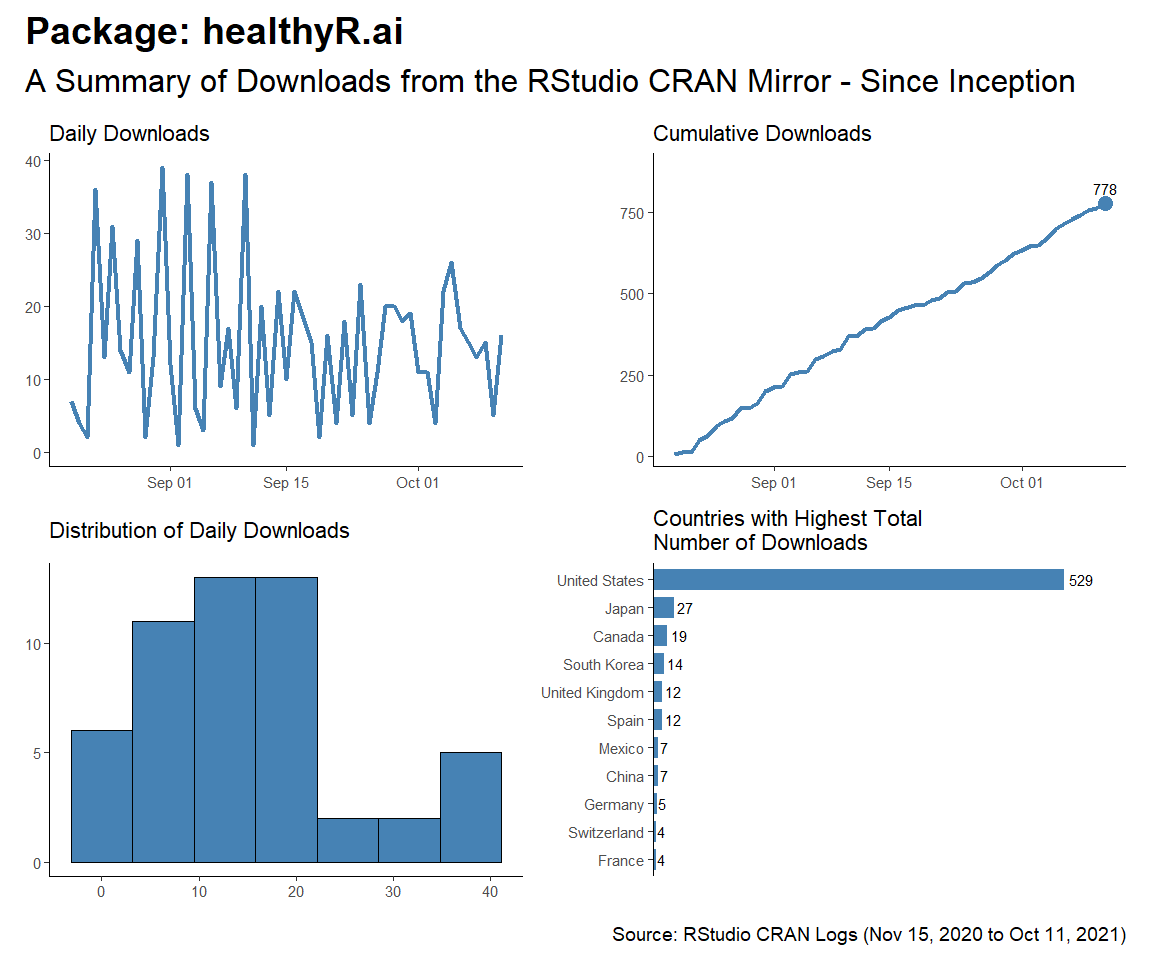 Package: healthyR.ai
A Summary of Downloads from the RStudio CRAN Mirror - Since Inception
Daily Downloads
40
30
20
10
0
Sep 01 Sep 15 Oct 01
Cumulative Downloads
778
750
500
250
0
Sep 01 Sep 15 Oct 01
Distribution of Daily Downloads
10
5
0
0 10 20 30 40
Countries with Highest Total
Number of Downloads
United States 529
Japan 27
Canada 19
South Korea 14
United Kingdom 12
Spain 12
Mexico 7
China 7
Germany 5
Switzerland 4
France 4
Source: RStudio CRAN Logs (Nov 15, 2020 to Oct 11, 2021)